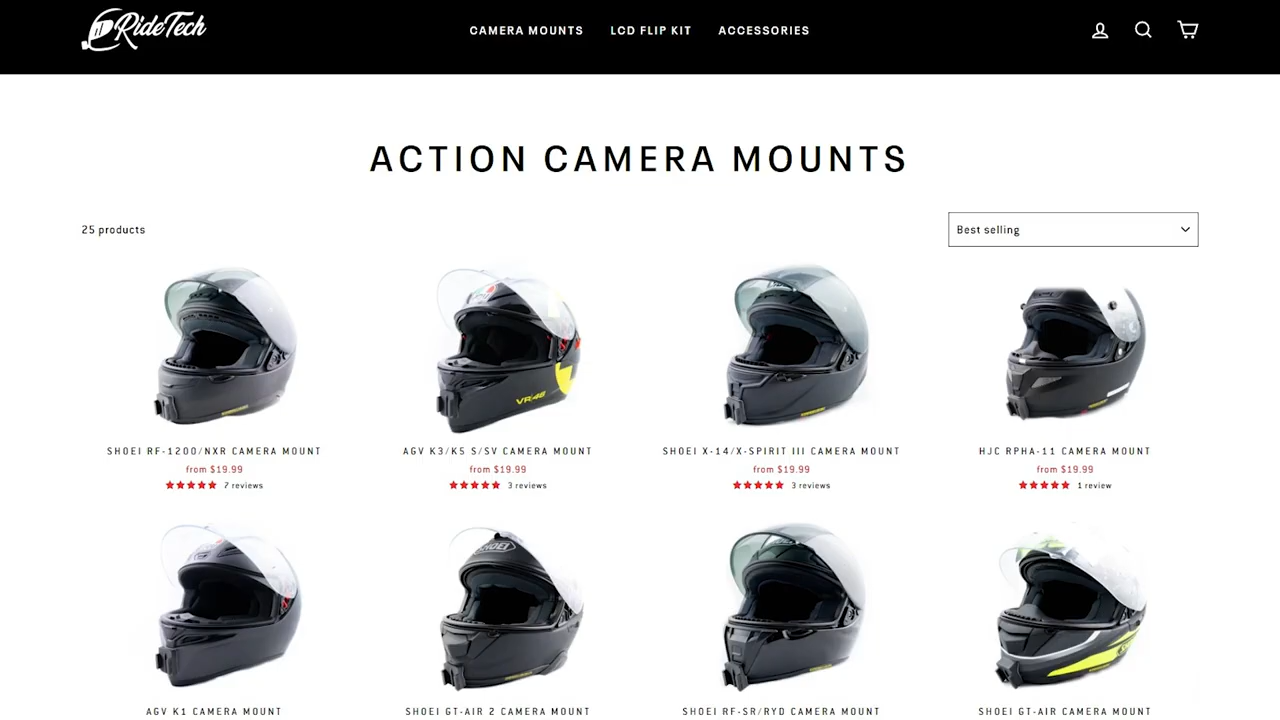 RideTech
CAMERA MOUNTS
LCD FLIP KIT
ACCESSORIES
ACTION CAMERA MOUNTS
25 products
Best selling
VR|46
SHOEI RF-1200/NXR CAMERA MOUNT
from $19.99
7 reviews
AGV K3/K5 S/SV CAMERA MOUNT
from $19.99
3 reviews
SHOEI X-14/X-SPIRIT III CAMERA MOUNT
from $19.99
3 reviews
HJC RPHA-11 CAMERA MOUNT
from $19.99
1 review
SHOEI
AGV K1 CAMERA MOUNT
SHOEI GT-AIR 2 CAMERA MOUNT
SHOEI RF-SR/RYD CAMERA MOUNT
SHOEI GT-AIR CAMERA MOUNT